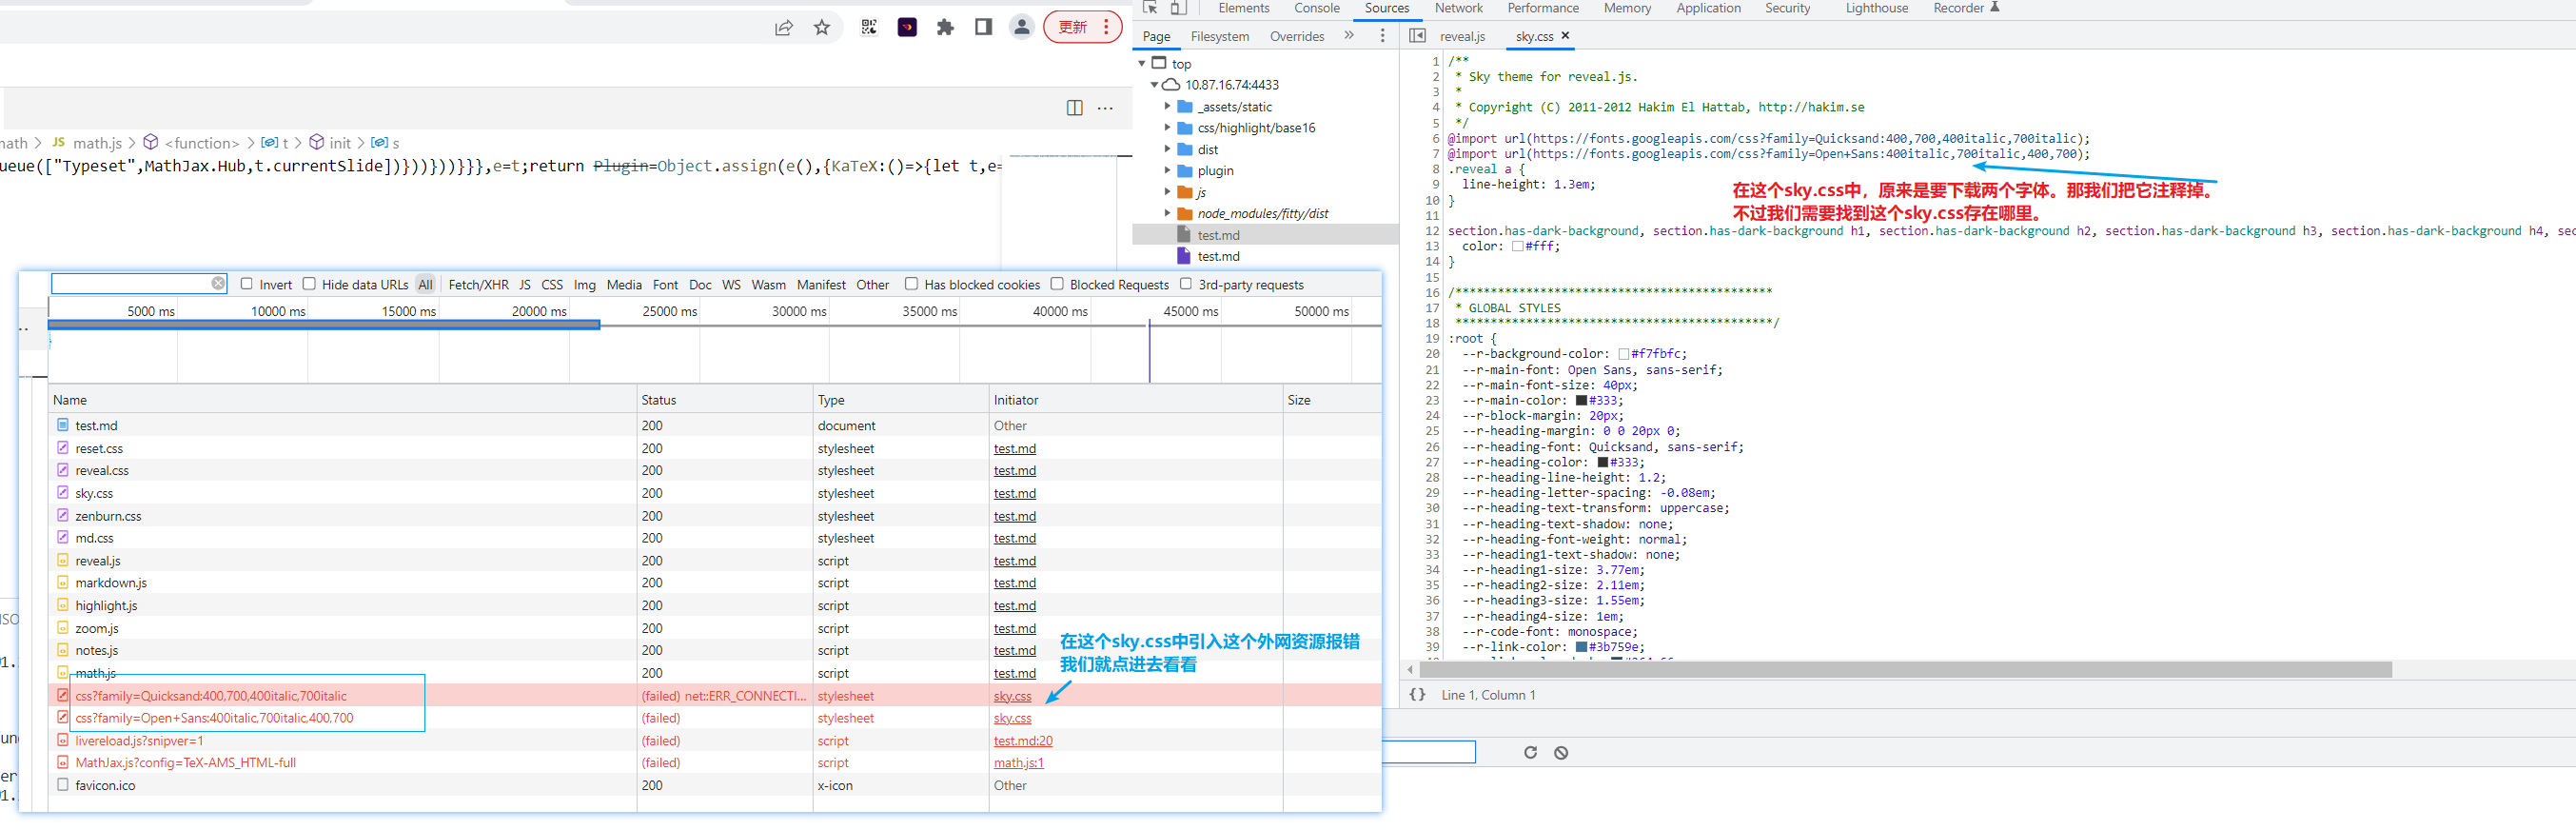 更新
Elements Console Sources Network Performance Memory Application Security Lighthouse Recorder
Page Filesystem Overrides »
reveal.js sky.css ×
top
10.87.16.74:4433
_assets/static
css/highlight/base16
dist
plugin
js
node_modules/fitty/dist
test.md
test.md
math > JS math.js > <function> > t > init > s
ueue(["Typeset",MathJax.Hub,t.currentSlide])}))}))}}},e=t;return Plugin=Object.assign(e(),{KaTeX:()=>{let t,e=
1 /**
2 * Sky theme for reveal.js.
3 *
4 * Copyright (C) 2011-2012 Hakim El Hattab, http://hakim.se
5 */
6 @import url(https://fonts.googleapis.com/css?family=Quicksand:400,700,400italic,700italic);
7 @import url(https://fonts.googleapis.com/css?family=Open+Sans:400italic,700italic,400,700);
8 .reveal a {
9 line-height: 1.3em;
10 }
11
12 section.has-dark-background, section.has-dark-background h1, section.has-dark-background h2, section.has-dark-background h3, section.has-dark-background h4, sec
13 color: #fff;
14 }
15
16 /*********************************************
17 * GLOBAL STYLES
18 *********************************************/
19 :root {
20 --r-background-color: #f7fbfc;
21 --r-main-font: Open Sans, sans-serif;
22 --r-main-font-size: 40px;
23 --r-main-color: #333;
24 --r-block-margin: 20px;
25 --r-heading-margin: 0 0 20px 0;
26 --r-heading-font: Quicksand, sans-serif;
27 --r-heading-color: #333;
28 --r-heading-line-height: 1.2;
29 --r-heading-letter-spacing: -0.08em;
30 --r-heading-text-transform: uppercase;
31 --r-heading-text-shadow: none;
32 --r-heading-font-weight: normal;
33 --r-heading1-text-shadow: none;
34 --r-heading1-size: 3.77em;
35 --r-heading2-size: 2.11em;
36 --r-heading3-size: 1.55em;
37 --r-heading4-size: 1em;
38 --r-code-font: monospace;
39 --r-link-color: #3b759e;
在这个sky.css中，原来是要下载两个字体。那我们把它注释掉。
不过我们需要找到这个sky.css存在哪里。
{} Line 1, Column 1
Invert Hide data URLs All Fetch/XHR JS CSS Img Media Font Doc WS Wasm Manifest Other Has blocked cookies Blocked Requests 3rd-party requests
5000 ms 10000 ms 15000 ms 20000 ms 25000 ms 30000 ms 35000 ms 40000 ms 45000 ms 50000 ms
Name Status Type Initiator Size
test.md 200 document Other
reset.css 200 stylesheet test.md
reveal.css 200 stylesheet test.md
sky.css 200 stylesheet test.md
zenburn.css 200 stylesheet test.md
md.css 200 stylesheet test.md
reveal.js 200 script test.md
markdown.js 200 script test.md
highlight.js 200 script test.md
zoom.js 200 script test.md
notes.js 200 script test.md
math.js 200 script test.md
css?family=Quicksand:400,700,400italic,700italic (failed) net::ERR_CONNECTI... stylesheet sky.css
css?family=Open+Sans:400italic,700italic,400,700 (failed) stylesheet sky.css
livereload.js?snipver=1 (failed) script test.md:20
MathJax.js?config=TeX-AMS_HTML-full (failed) script math.js:1
favicon.ico 200 x-icon Other
在这个sky.css中引入这个外网资源报错
我们就点进去看看